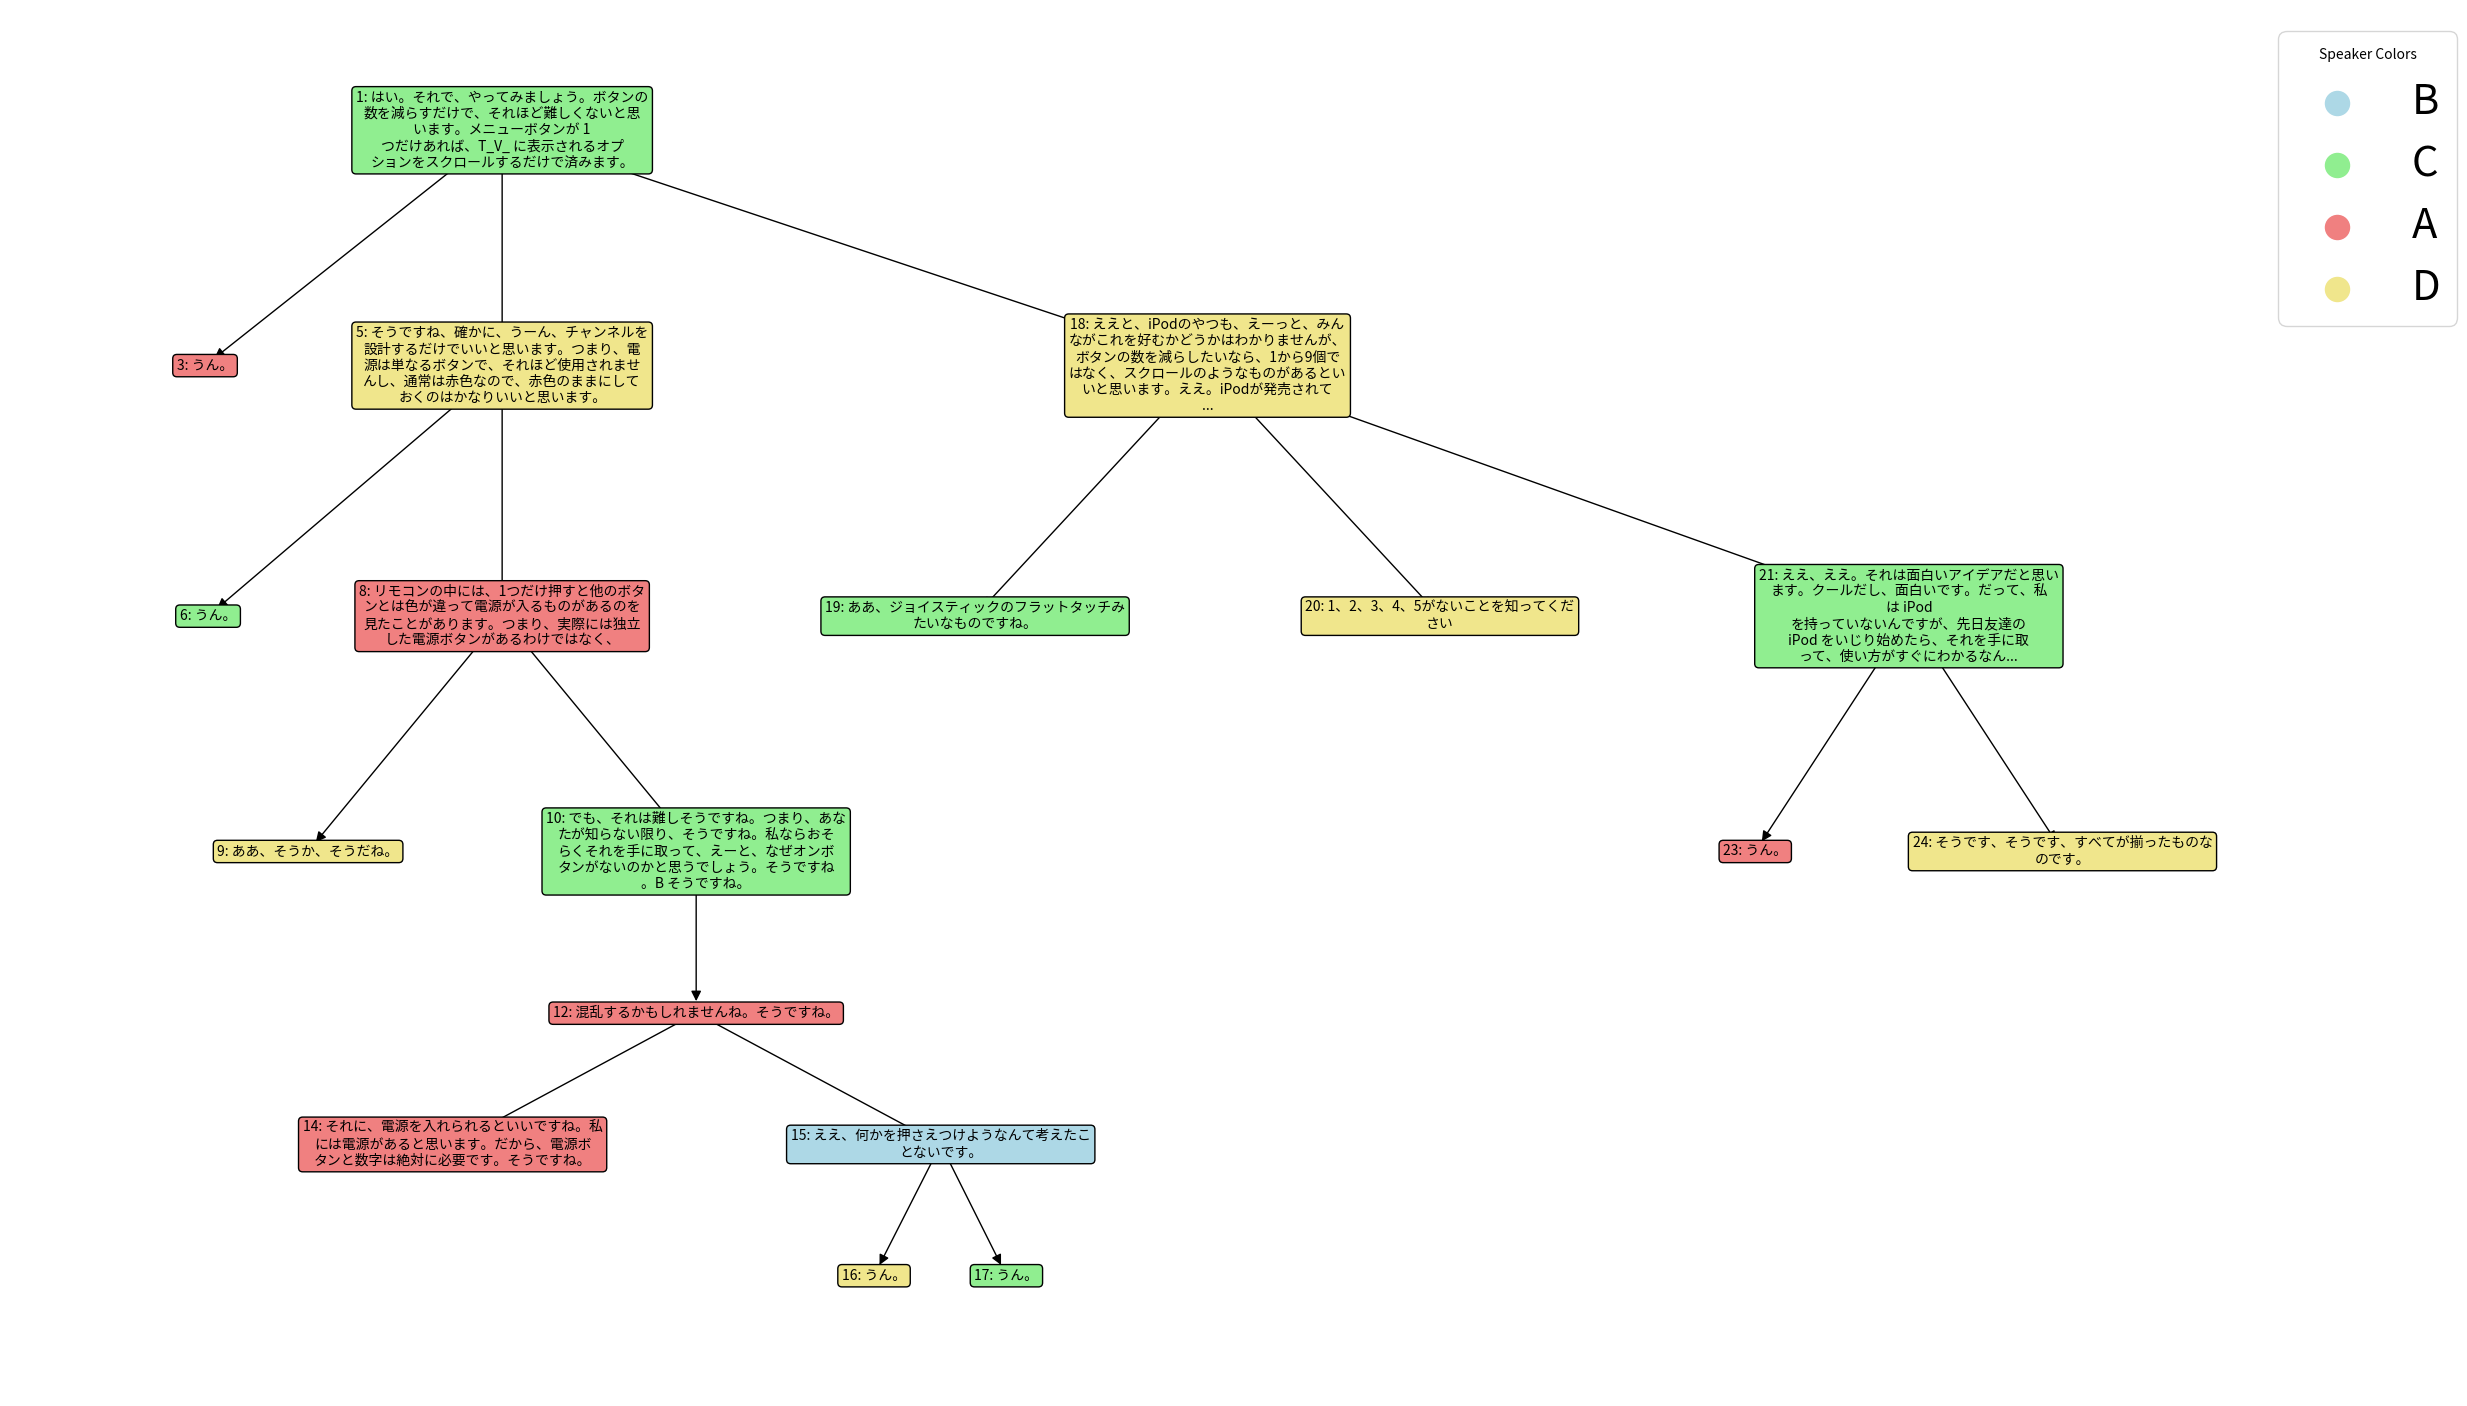 Speaker Colors
B
C
A
D
1: はい。それで、やってみましょう。ボタンの
数を減らすだけで、それほど難しくないと思
います。メニューボタンが 1
つだけあれば、T_V_ に表示されるオプ
ションをスクロールするだけで済みます。
3: うん。
5: そうですね、確かに、うーん、チャンネルを
設計するだけでいいと思います。つまり、電
源は単なるボタンで、それほど使用されませ
んし、通常は赤色なので、赤色のままにして
おくのはかなりいいと思います。
18: ええと、iPodのやつも、えーっと、みん
ながこれを好むかどうかはわかりませんが、
ボタンの数を減らしたいなら、1から9個で
はなく、スクロールのようなものがあるとい
いと思います。ええ。iPodが発売されて
...
6: うん。
8: リモコンの中には、1つだけ押すと他のボタ
ンとは色が違って電源が入るものがあるのを
見たことがあります。つまり、実際には独立
した電源ボタンがあるわけではなく、
19: ああ、ジョイスティックのフラットタッチみ
たいなものですね。
20: 1、2、3、4、5がないことを知ってくだ
さい
21: ええ、ええ。それは面白いアイデアだと思い
ます。クールだし、面白いです。だって、私
は iPod
を持っていないんですが、先日友達の
iPod をいじり始めたら、それを手に取
って、使い方がすぐにわかるなん...
9: ああ、そうか、そうだね。
10: でも、それは難しそうですね。つまり、あな
たが知らない限り、そうですね。私ならおそ
らくそれを手に取って、えーと、なぜオンボ
タンがないのかと思うでしょう。そうですね
。B そうですね。
23: うん。
24: そうです、そうです、すべてが揃ったものな
のです。
12: 混乱するかもしれませんね。そうですね。
14: それに、電源を入れられるといいですね。私
には電源があると思います。だから、電源ボ
タンと数字は絶対に必要です。そうですね。
15: ええ、何かを押さえつけようなんて考えたこ
とないです。
16: うん。
17: うん。